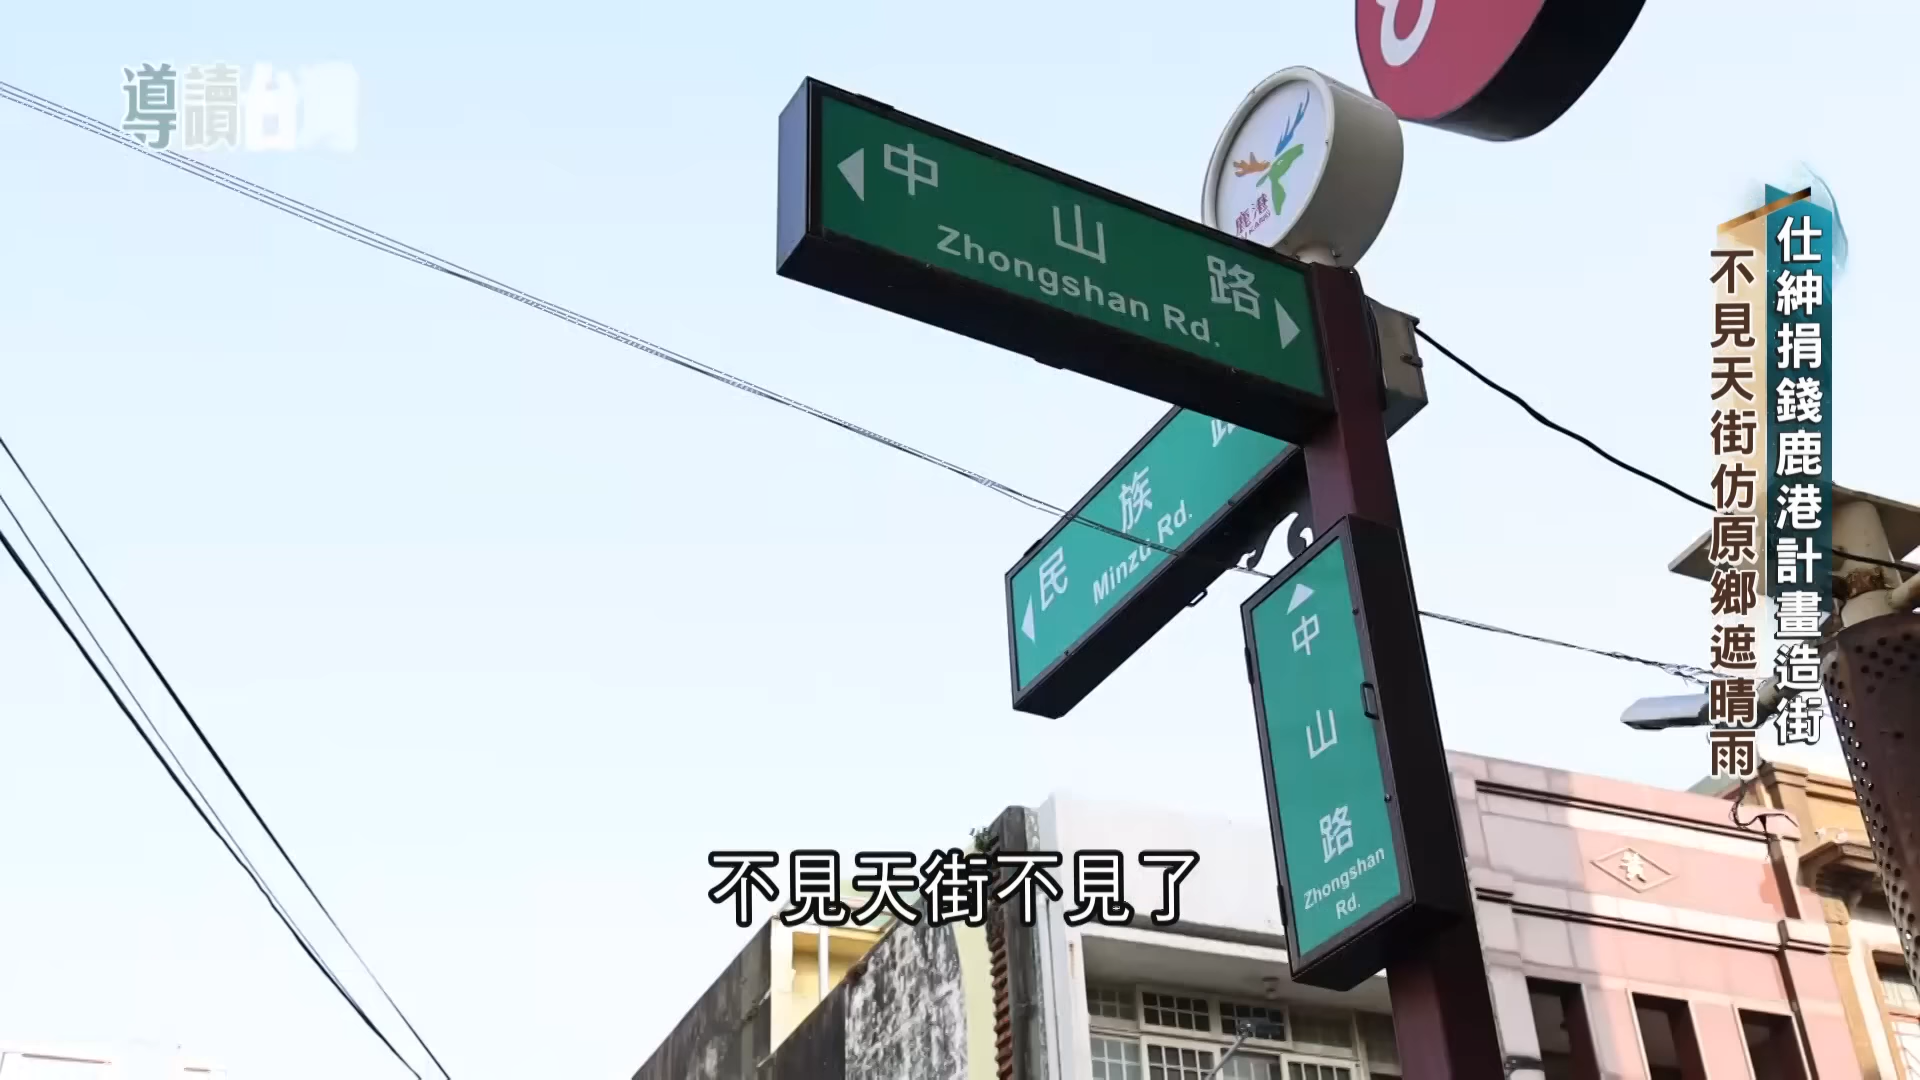 導讀台灣
中山路
Zhongshan Rd.
鹿港
民族路
Minzu Rd.
中山路
Zhongshan
Rd.
黃
仕紳捐錢鹿港計畫造街
不見天街仿原鄉遮晴雨
不見天街不見了